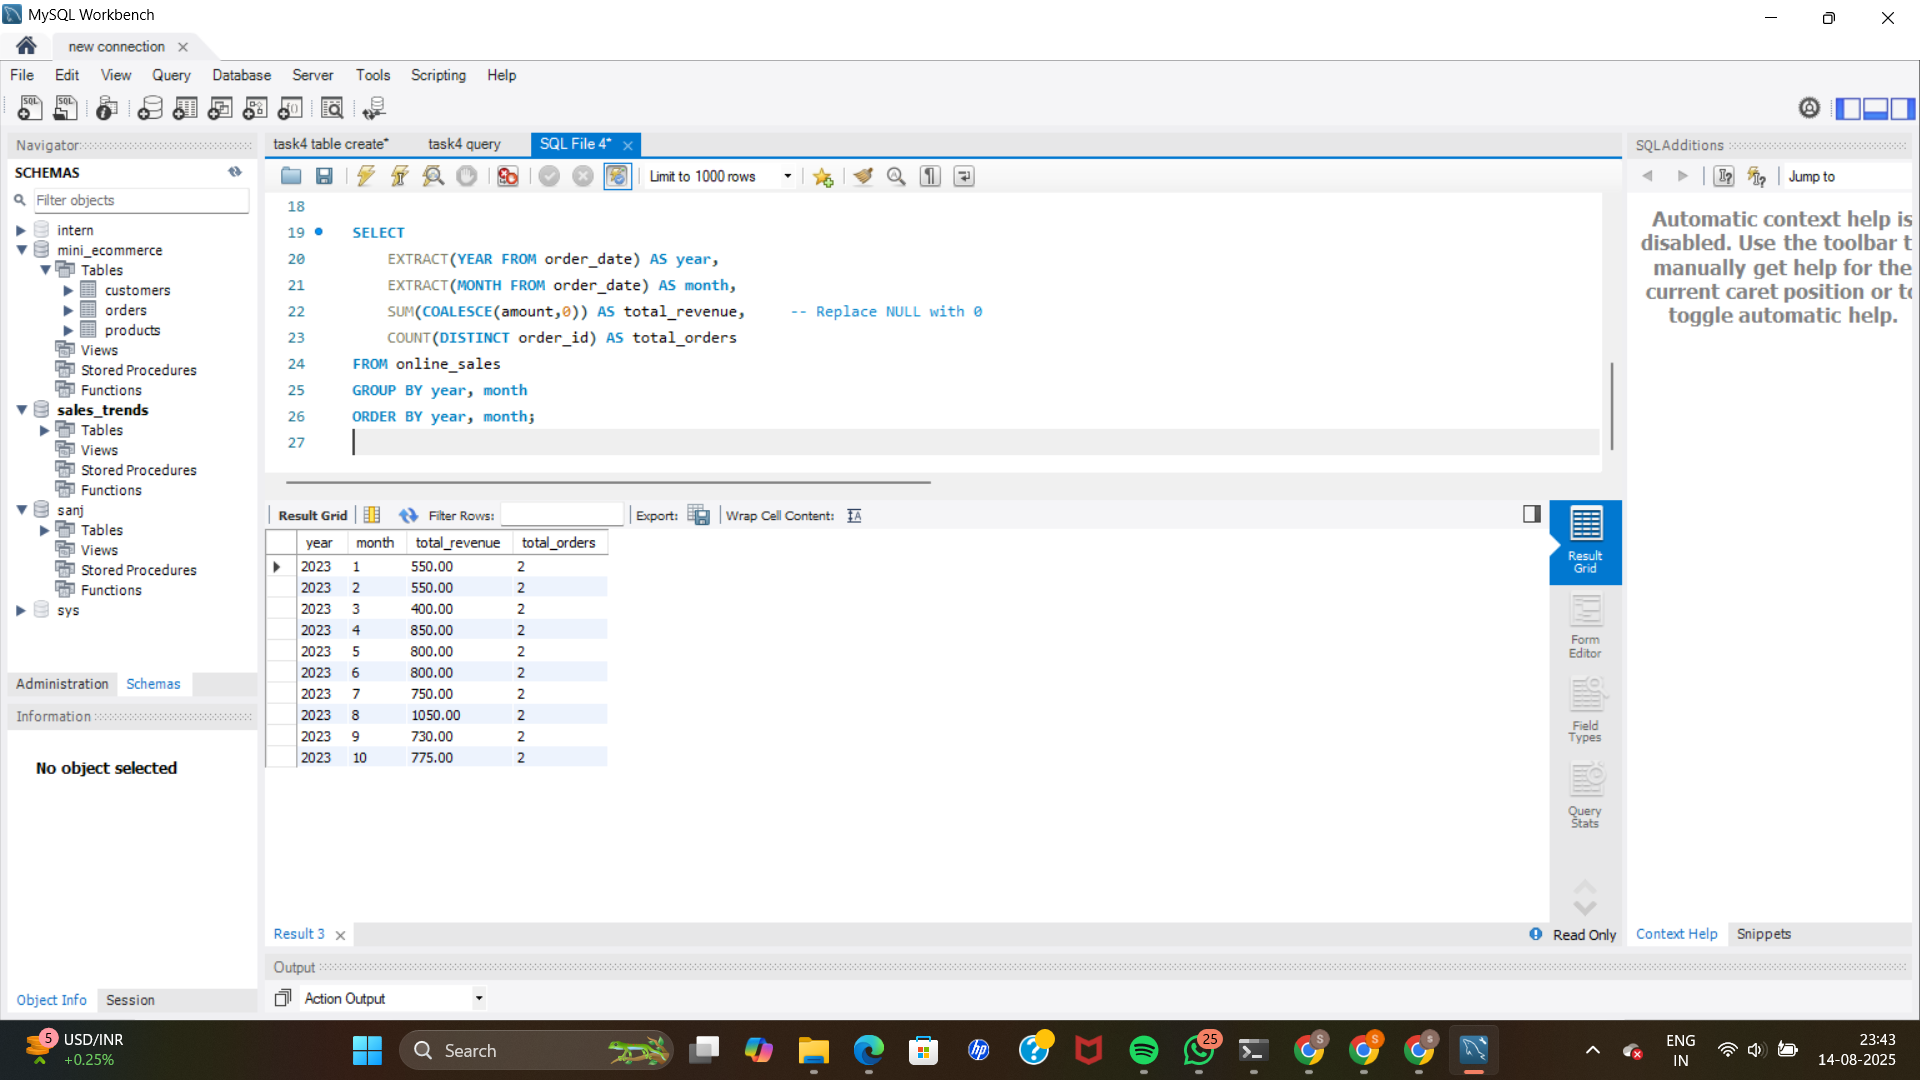 MySQL Workbench
new connection
File Edit View Query Database Server Tools Scripting Help
Navigator
SCHEMAS
Filter objects
intern
mini_ecommerce
Tables
customers
orders
products
Views
Stored Procedures
Functions
sales_trends
Tables
Views
Stored Procedures
Functions
sanj
Tables
Views
Stored Procedures
Functions
sys
Administration Schemas
Information
No object selected
Object Info Session
task4 table create* task4 query SQL File 4*
Limit to 1000 rows
18
19 SELECT
20 EXTRACT(YEAR FROM order_date) AS year,
21 EXTRACT(MONTH FROM order_date) AS month,
22 SUM(COALESCE(amount,0)) AS total_revenue, -- Replace NULL with 0
23 COUNT(DISTINCT order_id) AS total_orders
24 FROM online_sales
25 GROUP BY year, month
26 ORDER BY year, month;
27
Result Grid Filter Rows: Export: Wrap Cell Content:
year month total_revenue total_orders
2023 1 550.00 2
2023 2 550.00 2
2023 3 400.00 2
2023 4 850.00 2
2023 5 800.00 2
2023 6 800.00 2
2023 7 750.00 2
2023 8 1050.00 2
2023 9 730.00 2
2023 10 775.00 2
Result
Grid
Form
Editor
Field
Types
Query
Stats
Result 3
Read Only
Output
Action Output
SQLAdditions
Jump to
Automatic context help is
disabled. Use the toolbar t
manually get help for the
current caret position or to
toggle automatic help.
Context Help Snippets
5
USD/INR
+0.25%
Search
25
ENG
IN
23:43
14-08-2025